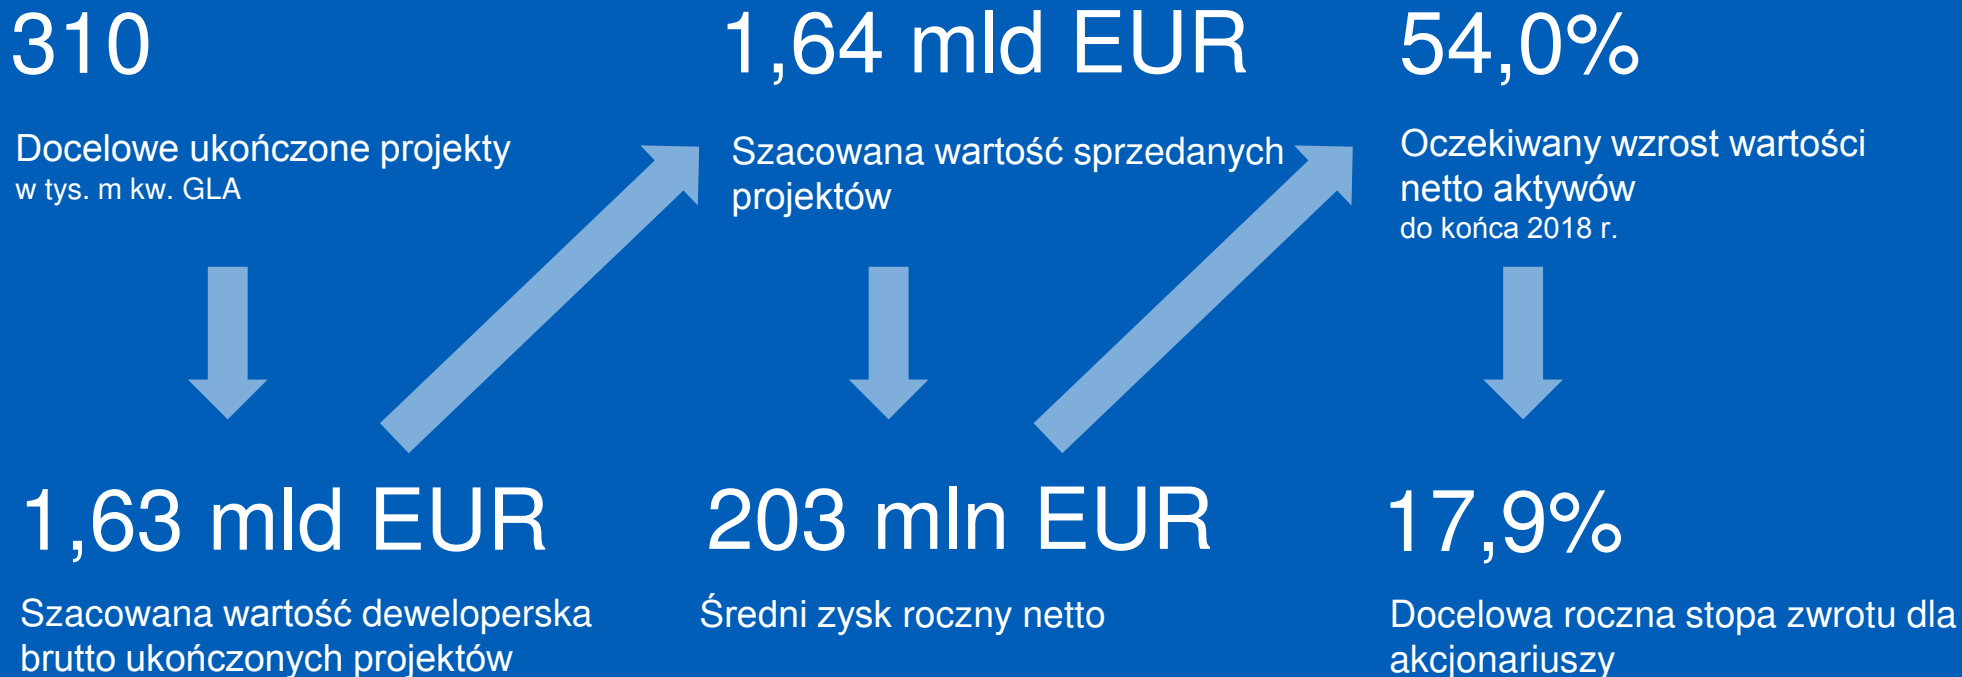 310
Docelowe ukończone projekty
w tys. m kw. GLA
1,63 mld EUR
Szacowana wartość deweloperska
brutto ukończonych projektów
1,64 mld EUR
Szacowana wartość sprzedanych
projektów
203 mln EUR
Średni zysk roczny netto
54,0%
Oczekiwany wzrost wartości
netto aktywów
do końca 2018 r.
17,9%
Docelowa roczna stopa zwrotu dla
akcjonariuszy